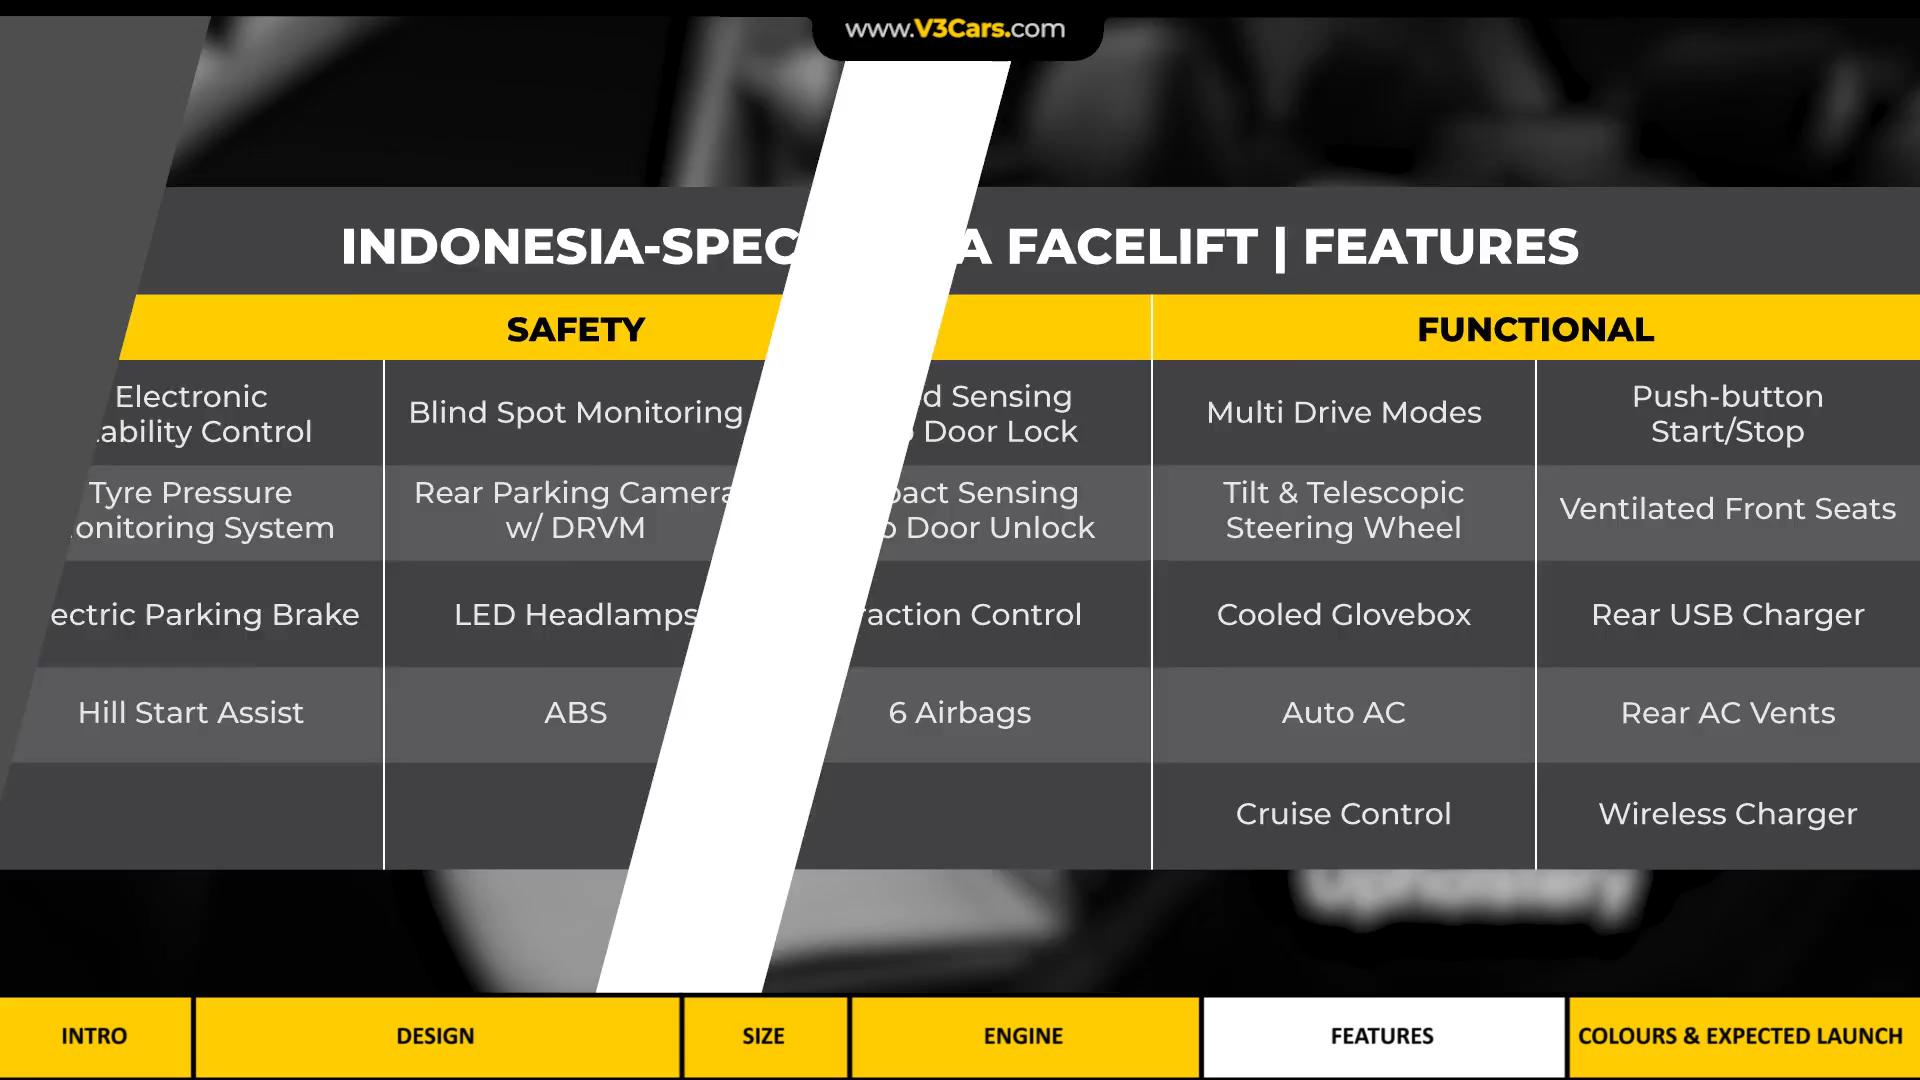 www.V3Cars.com
INDONESIA-SPEC A FACELIFT | FEATURES
SAFETY
FUNCTIONAL
Electronic
ability Control
Blind Spot Monitoring
d Sensing
Door Lock
Multi Drive Modes
Push-button
Start/Stop
Tyre Pressure
onitoring System
Rear Parking Camera
w/ DRVM
pact Sensing
o Door Unlock
Tilt & Telescopic
Steering Wheel
Ventilated Front Seats
ectric Parking Brake
LED Headlamps
raction Control
Cooled Glovebox
Rear USB Charger
Hill Start Assist
ABS
6 Airbags
Auto AC
Rear AC Vents
Cruise Control
Wireless Charger
Upholstery
INTRO
DESIGN
SIZE
ENGINE
FEATURES
COLOURS & EXPECTED LAUNCH